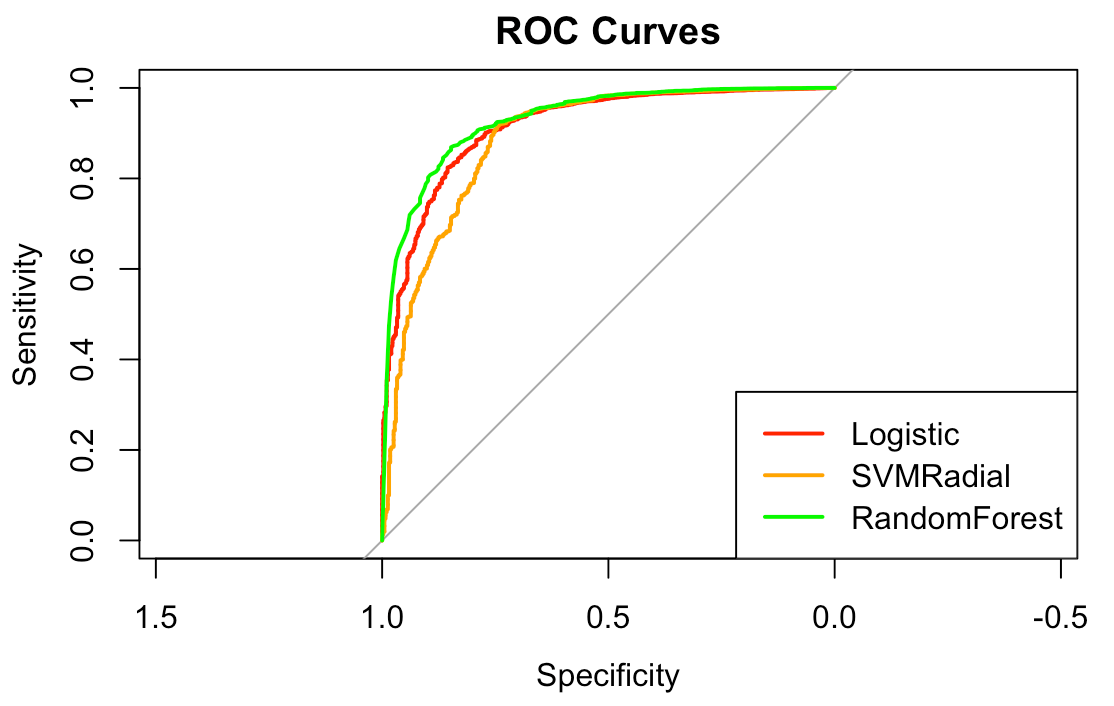 ROC Curves
Sensitivity
1.0
0.8
0.6
0.4
0.2
0.0
Logistic
SVMRadial
RandomForest
1.5 1.0 0.5 0.0 -0.5
Specificity